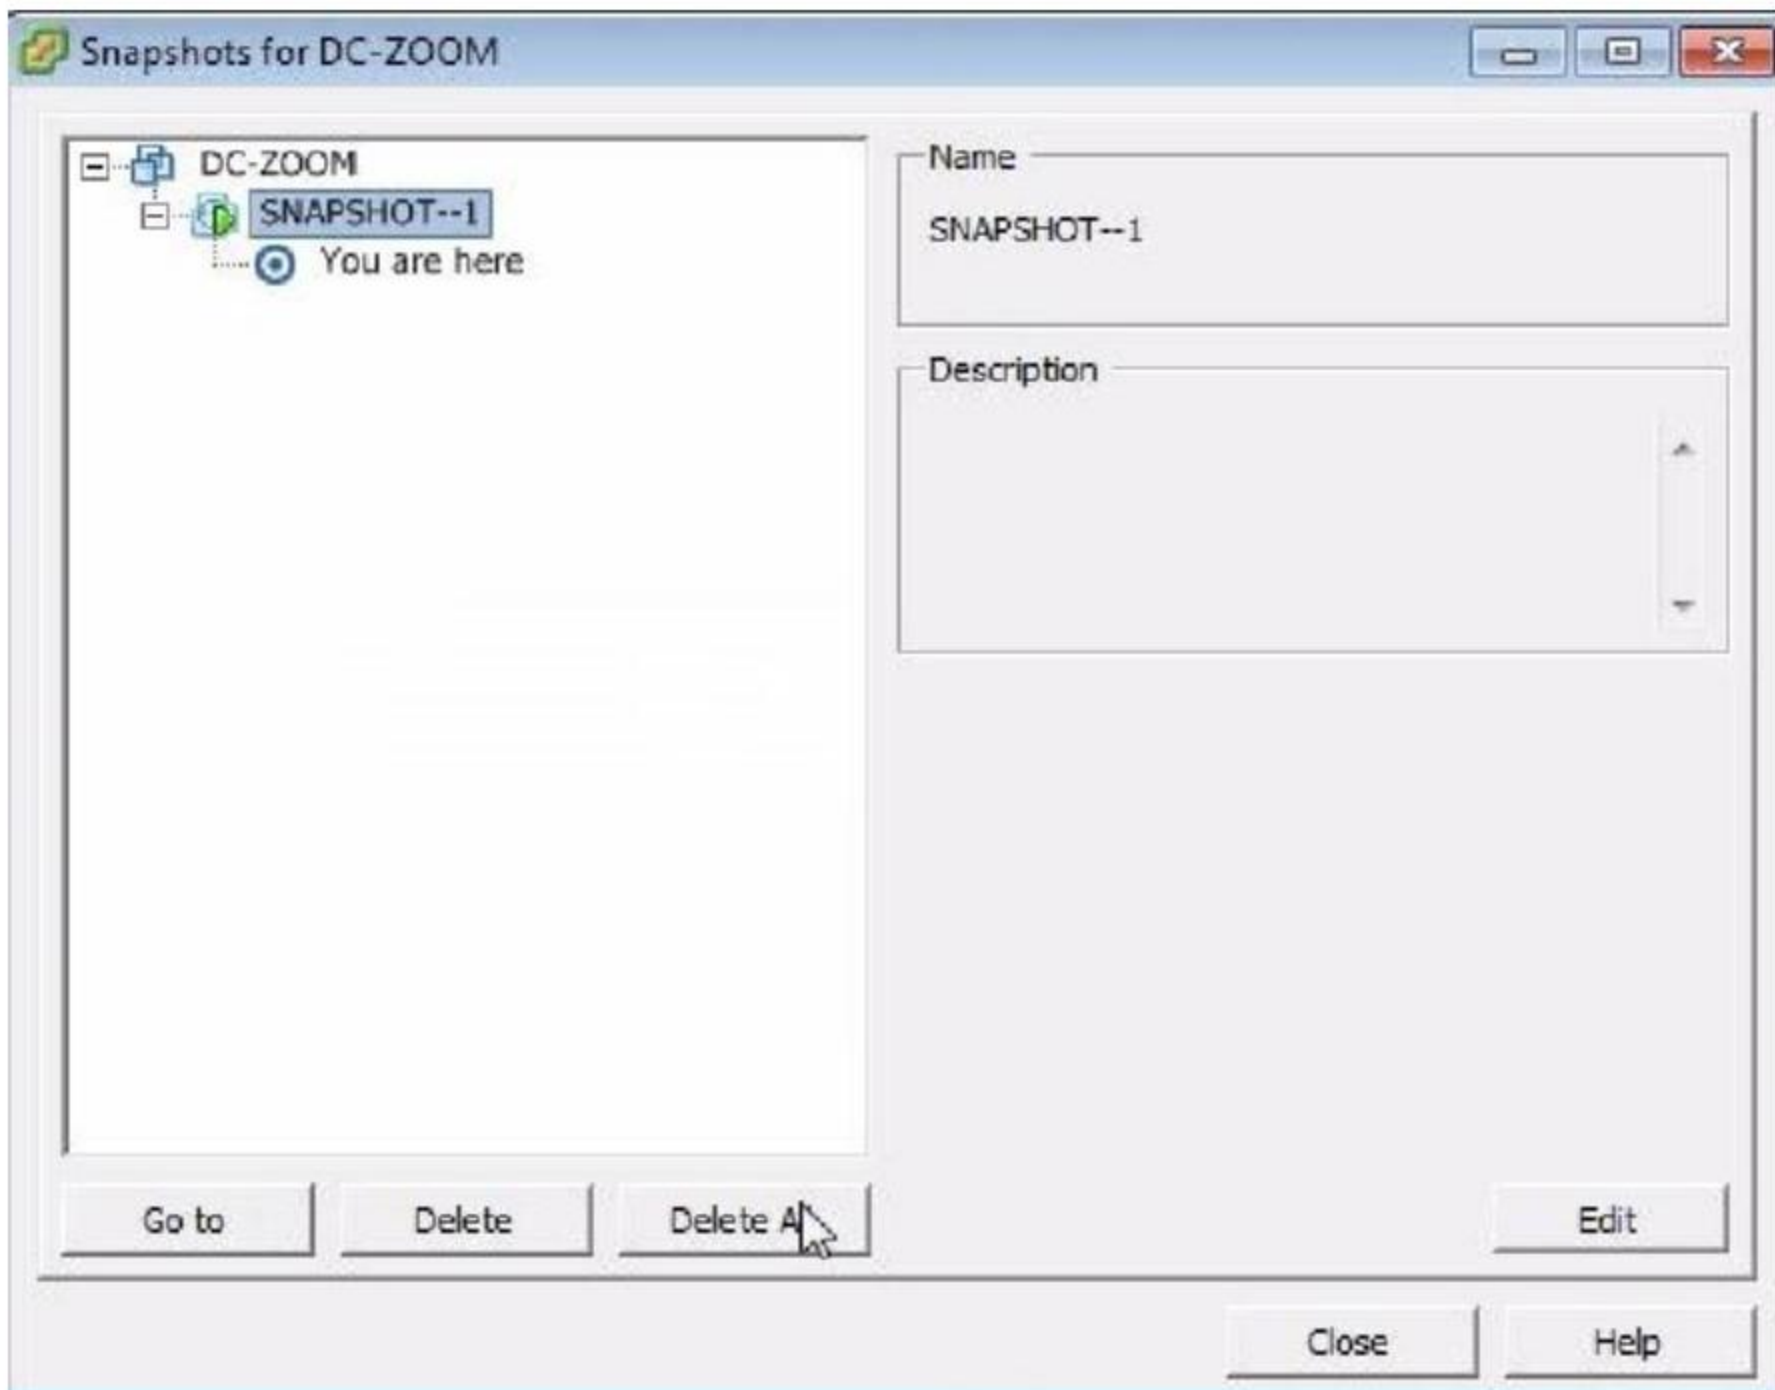 Snapshots for DC-ZOOM
DC-ZOOM
SNAPSHOT--1
You are here
Name
SNAPSHOT--1
Description
Go to
Delete
Delete A
Edit
Close
Help